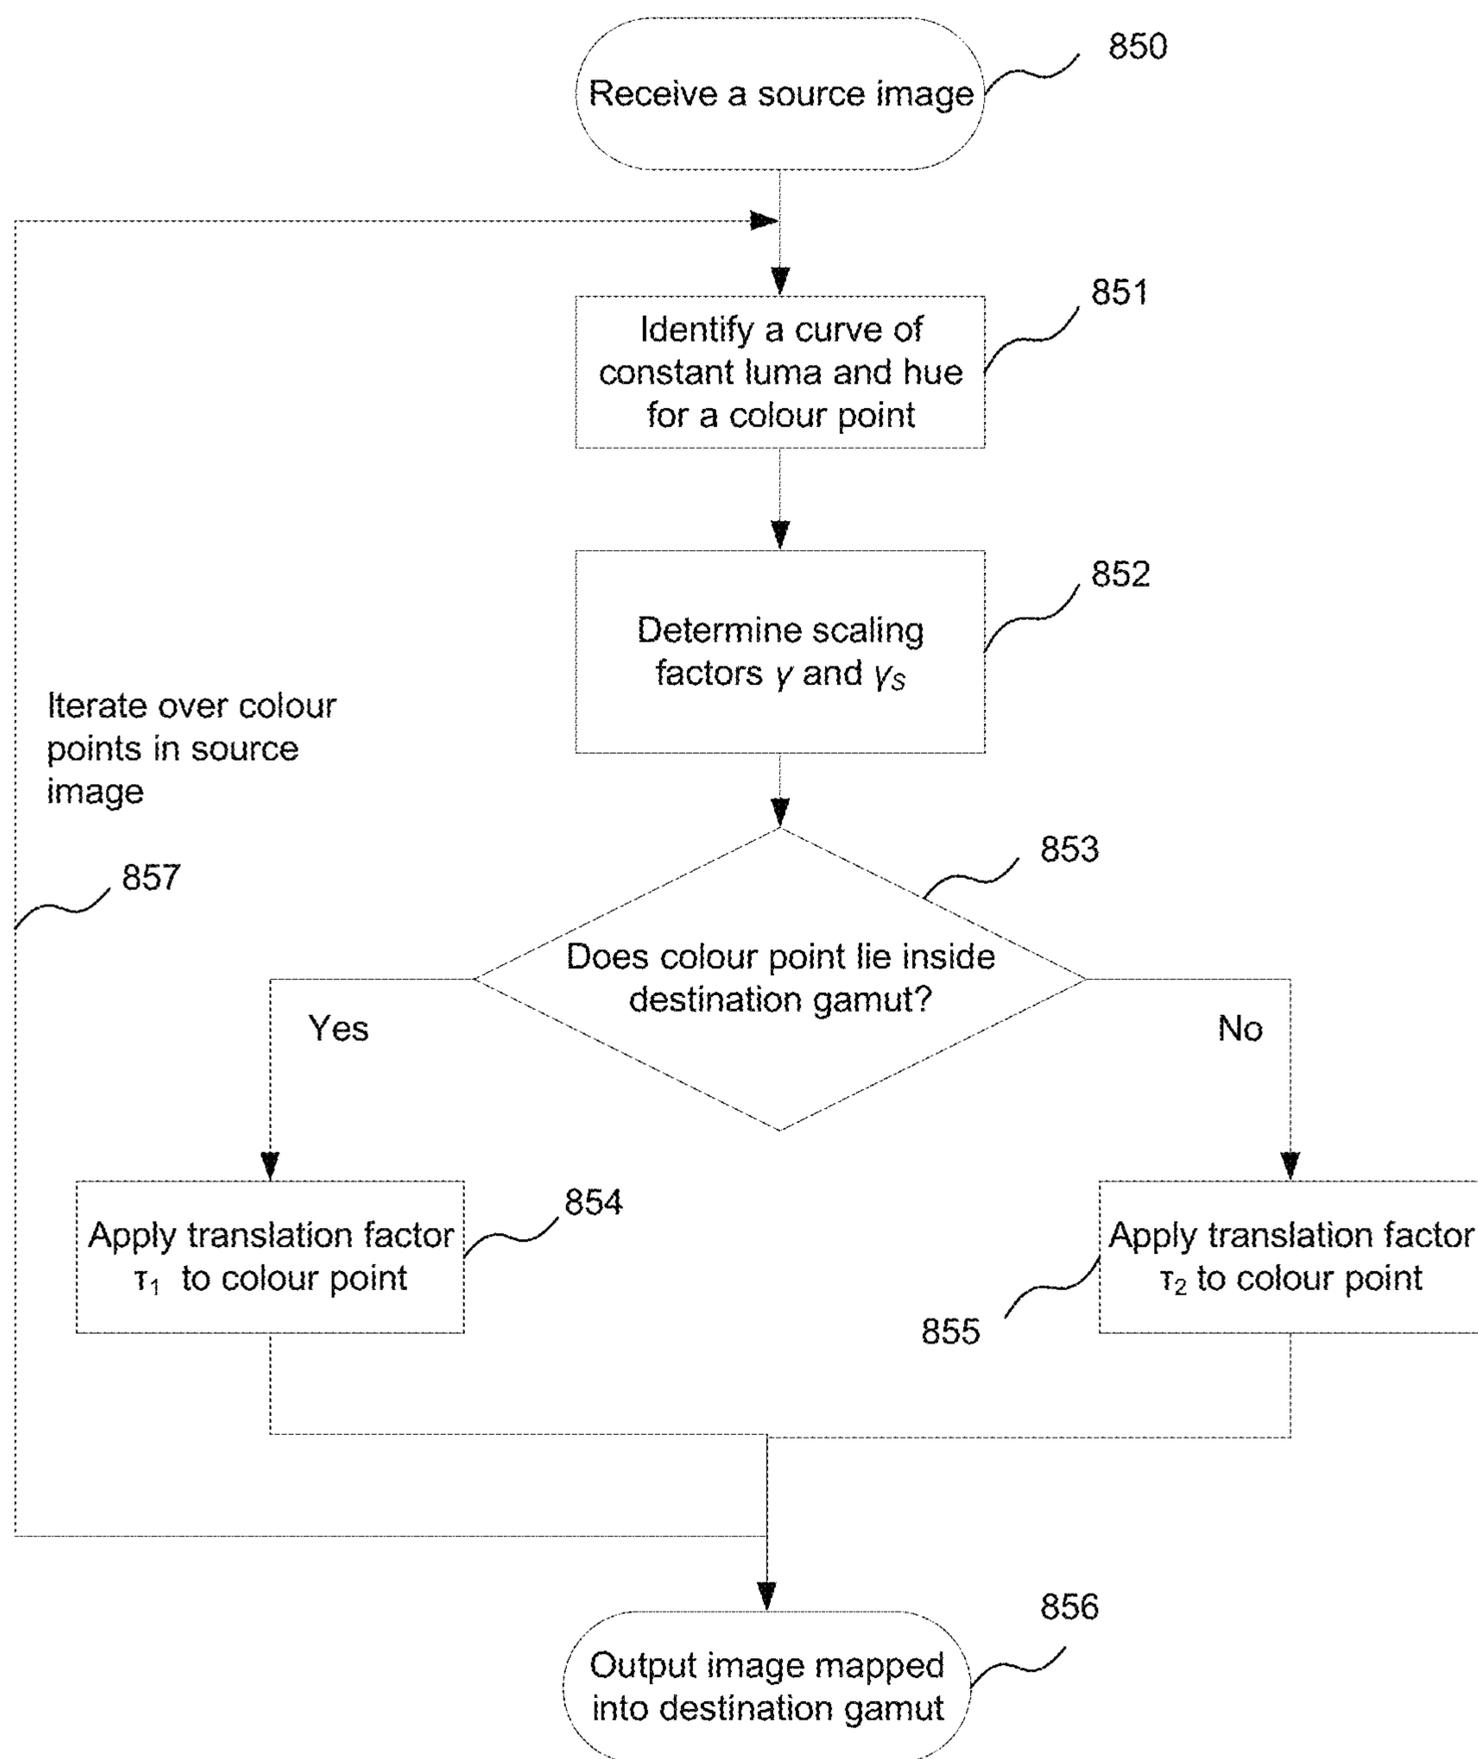 850
Receive a source image
851
Identify a curve of
constant luma and hue
for a colour point
852
Determine scaling
factors γ and γS
Iterate over colour
points in source
image
857
853
Does colour point lie inside
destination gamut?
Yes
No
854
Apply translation factor
τ1 to colour point
Apply translation factor
τ2 to colour point
855
856
Output image mapped
into destination gamut